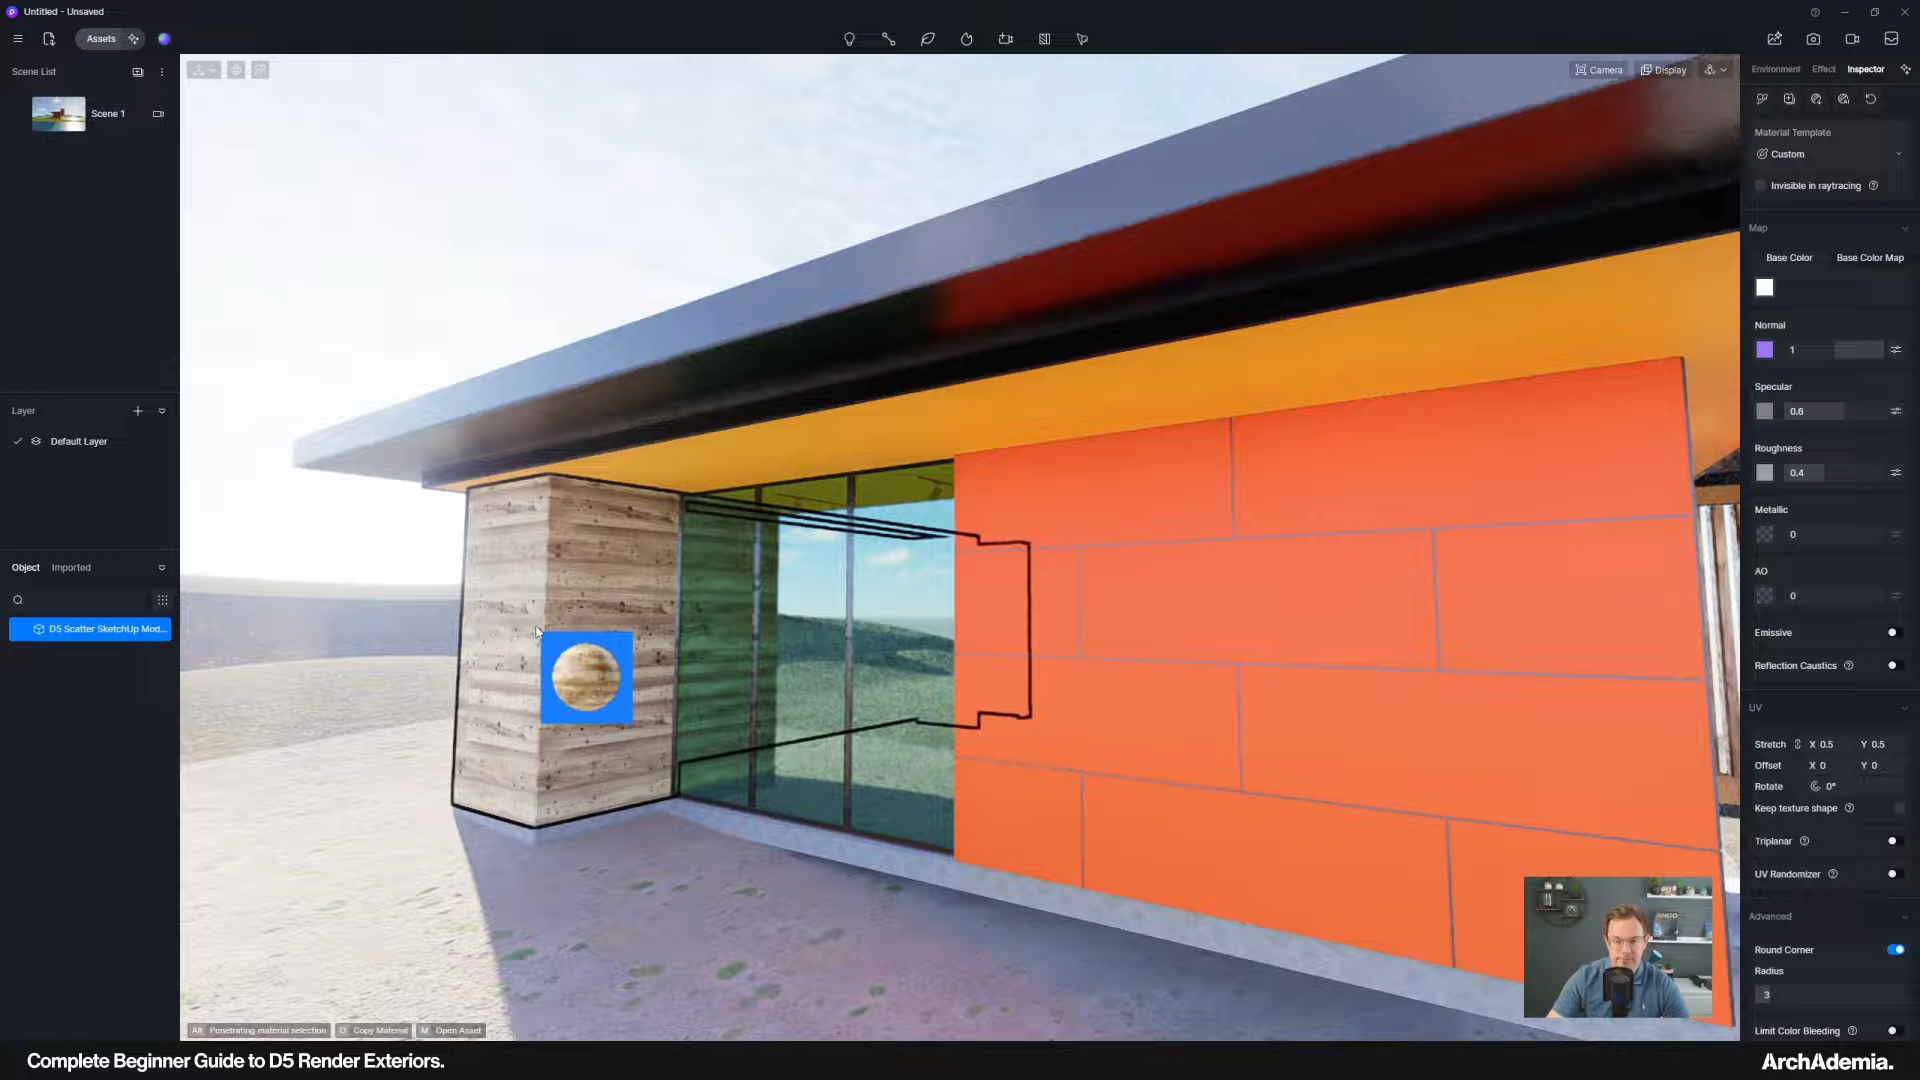 Untitled - Unsaved
Assets
Scene List
Scene 1
Layer
Default Layer
Object Imported
D5 Scatter SketchUp Mod...
Camera Display
Alt Penetrating material selection O Copy Material M Open Asset
Environment Effect Inspector
Material Template
Custom
Invisible in raytracing
Map
Base Color Base Color Map
Normal
1
Specular
0.6
Roughness
0.4
Metallic
0
AO
0
Emissive
Reflection Caustics
UV
Stretch X 0.5 Y 0.5
Offset X 0 Y 0
Rotate 0°
Keep texture shape
Triplanar
UV Randomizer
Advanced
Round Corner
Radius
3
Limit Color Bleeding
ANDO
Complete Beginner Guide to D5 Render Exteriors.
ArchAdemia.